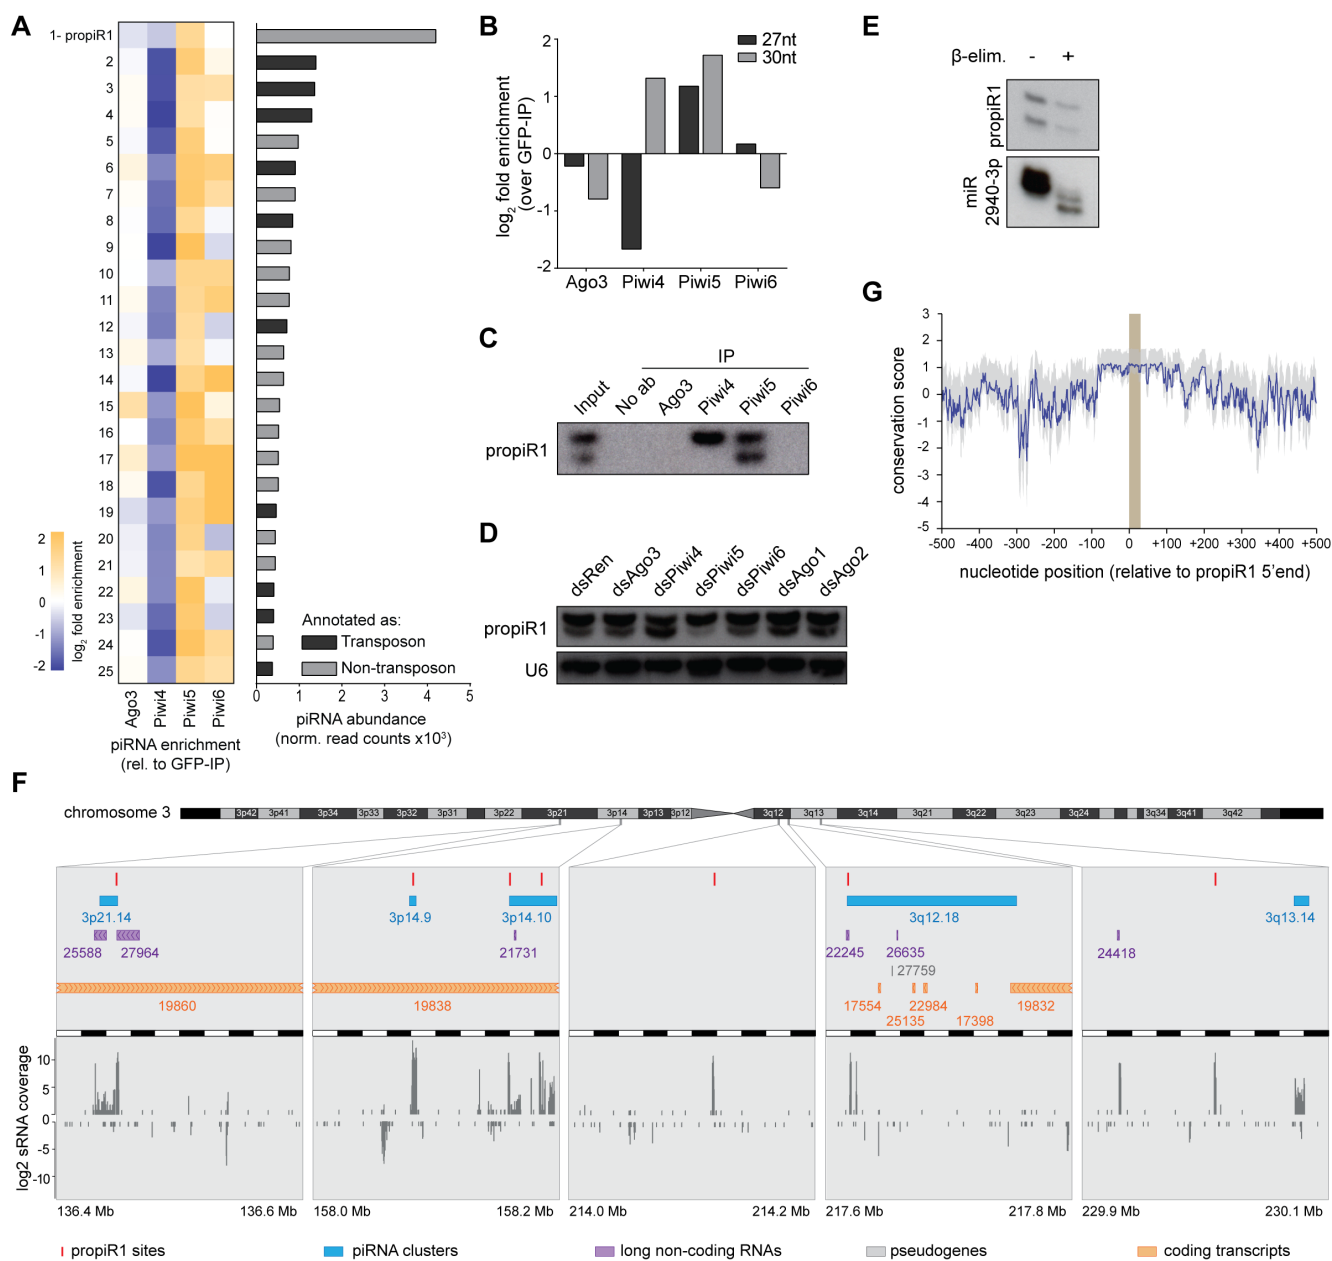 A
1- propiR1
2
3
4
5
6
7
8
9
10
11
12
13
14
15
16
17
18
19
20
21
22
23
24
25
2
1
0
-1
-2
log2 fold enrichment
Ago3
Piwi4
Piwi5
Piwi6
piRNA enrichment
(rel. to GFP-IP)
Annotated as:
Transposon
Non-transposon
0 1 2 3 4 5
piRNA abundance
(norm. read counts x10³)
B
27nt
30nt
2
1
0
-1
-2
log2 fold enrichment
(over GFP-IP)
Ago3 Piwi4 Piwi5 Piwi6
C
IP
Input No ab Ago3 Piwi4 Piwi5 Piwi6
propiR1
D
dsRen dsAgo3 dsPiwi4 dsPiwi5 dsPiwi6 dsAgo1 dsAgo2
propiR1
U6
E
β-elim. - +
propiR1
miR
2940-3p
G
3
2
1
0
-1
-2
-3
-4
-5
conservation score
-500 -400 -300 -200 -100 0 +100 +200 +300 +400 +500
nucleotide position (relative to propiR1 5'end)
F
chromosome 3
3p42 3p41 3p34 3p33 3p32 3p31 3p22 3p21 3p14 3p13 3p12 3q12 3q13 3q14 3q21 3q22 3q23 3q24 3q34 3q41 3q42
3p21.14
25588 27964
19860
3p14.9 3p14.10
21731
19838
3q12.18
22245 26635
27759
17554 22984 19832
25135 17398
3q13.14
24418
10
5
0
-5
-10
log2 sRNA coverage
136.4 Mb 136.6 Mb 158.0 Mb 158.2 Mb 214.0 Mb 214.2 Mb 217.6 Mb 217.8 Mb 229.9 Mb 230.1 Mb
propiR1 sites piRNA clusters long non-coding RNAs pseudogenes coding transcripts